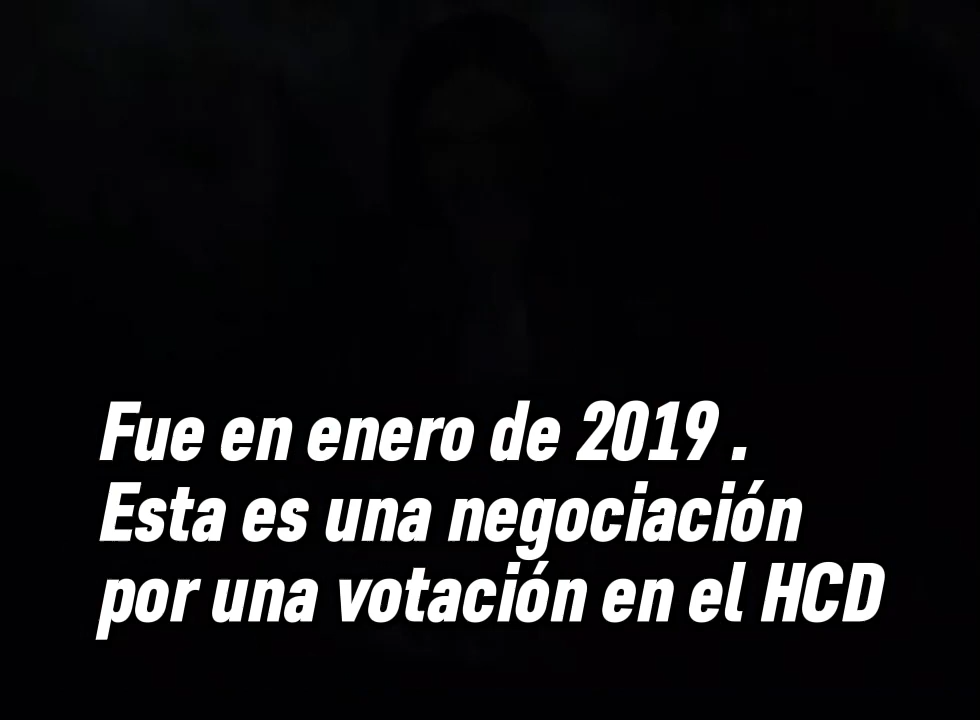 Fue en enero de 2019 .
Esta es una negociación
por una votación en el HCD